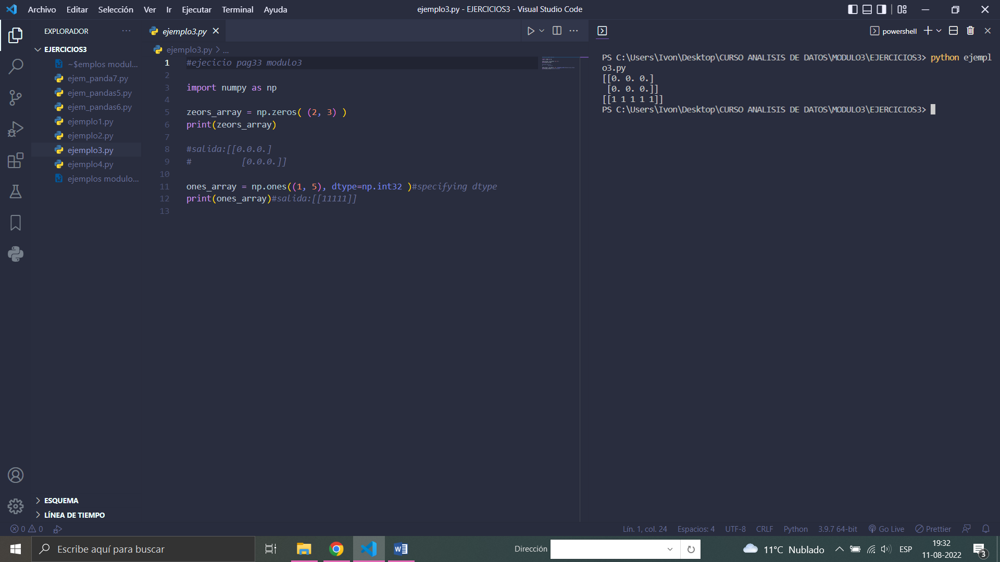 Archivo Editar Selección Ver Ir Ejecutar Terminal Ayuda
ejemplo3.py - EJERCICIOS3 - Visual Studio Code
EXPLORADOR
EJERCICIOS3
~$emplos modul...
ejem_panda7.py
ejem_pandas5.py
ejem_pandas6.py
ejemplo1.py
ejemplo2.py
ejemplo3.py
ejemplo4.py
ejemplos modulo...
ESQUEMA
LÍNEA DE TIEMPO
ejemplo3.py
ejemplo3.py > ...
1 #ejecicio pag33 modulo3
2
3 import numpy as np
4
5 zeors_array = np.zeros( (2, 3) )
6 print(zeors_array)
7
8 #salida:[[0.0.0.]
9 #          [0.0.0.]]
10
11 ones_array = np.ones((1, 5), dtype=np.int32 )#specifying dtype
12 print(ones_array)#salida:[[11111]]
13
powershell
PS C:\Users\Ivon\Desktop\CURSO ANALISIS DE DATOS\MODULO3\EJERCICIOS3> python ejempl
o3.py
[[0. 0. 0.]
 [0. 0. 0.]]
[[1 1 1 1 1]]
PS C:\Users\Ivon\Desktop\CURSO ANALISIS DE DATOS\MODULO3\EJERCICIOS3>
0 0
Lín. 1, col. 24 Espacios: 4 UTF-8 CRLF Python 3.9.7 64-bit Go Live Prettier
Escribe aquí para buscar
Dirección
11°C Nublado
ESP
19:32
11-08-2022
3